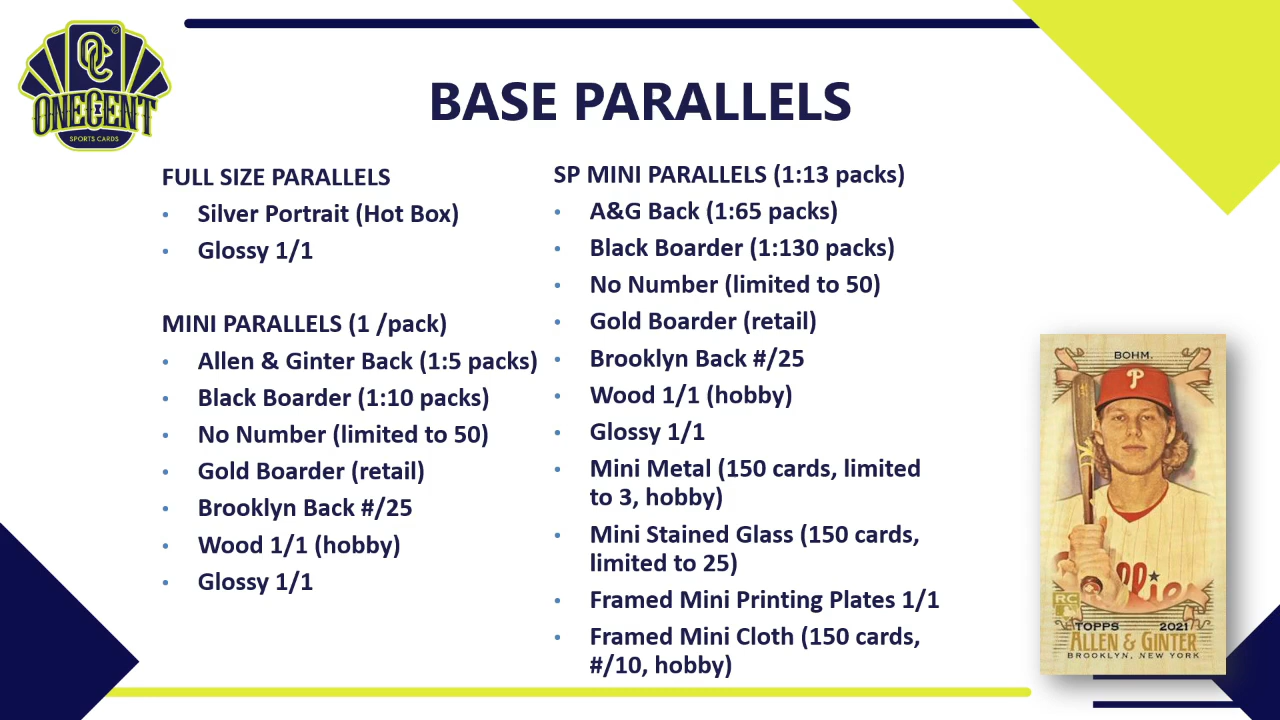 OC
ONECENT
SPORTS CARDS
BASE PARALLELS
FULL SIZE PARALLELS
• Silver Portrait (Hot Box)
• Glossy 1/1
MINI PARALLELS (1 /pack)
• Allen & Ginter Back (1:5 packs)
• Black Boarder (1:10 packs)
• No Number (limited to 50)
• Gold Boarder (retail)
• Brooklyn Back #/25
• Wood 1/1 (hobby)
• Glossy 1/1
SP MINI PARALLELS (1:13 packs)
• A&G Back (1:65 packs)
• Black Boarder (1:130 packs)
• No Number (limited to 50)
• Gold Boarder (retail)
• Brooklyn Back #/25
• Wood 1/1 (hobby)
• Glossy 1/1
• Mini Metal (150 cards, limited
to 3, hobby)
• Mini Stained Glass (150 cards,
limited to 25)
• Framed Mini Printing Plates 1/1
• Framed Mini Cloth (150 cards,
#/10, hobby)
BOHM.
P
RC
TOPPS 2021
ALLEN & GINTER
BROOKLYN, NEW YORK